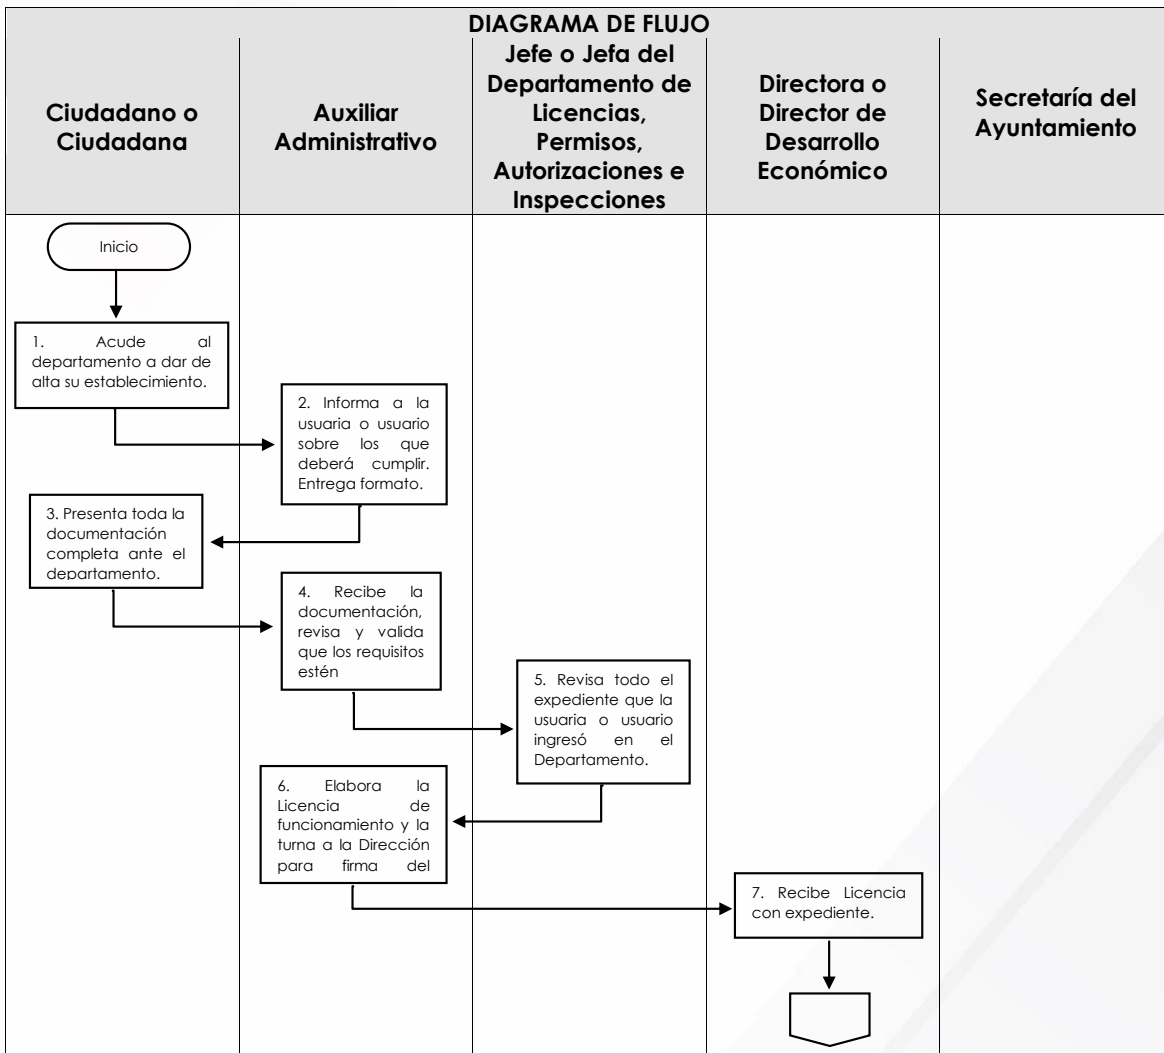 DIAGRAMA DE FLUJO
Ciudadano o
Ciudadana
Auxiliar
Administrativo
Jefe o Jefa del
Departamento de
Licencias,
Permisos,
Autorizaciones e
Inspecciones
Directora o
Director de
Desarrollo
Económico
Secretaría del
Ayuntamiento
Inicio
1. Acude al
departamento a dar de
alta su establecimiento.
2. Informa a la
usuaria o usuario
sobre los que
deberá cumplir.
Entrega formato.
3. Presenta toda la
documentación
completa ante el
departamento.
4. Recibe la
documentación,
revisa y valida
que los requisitos
estén
5. Revisa todo el
expediente que la
usuaria o usuario
ingresó en el
Departamento.
6. Elabora la
Licencia de
funcionamiento y la
turna a la Dirección
para firma del
7. Recibe Licencia
con expediente.